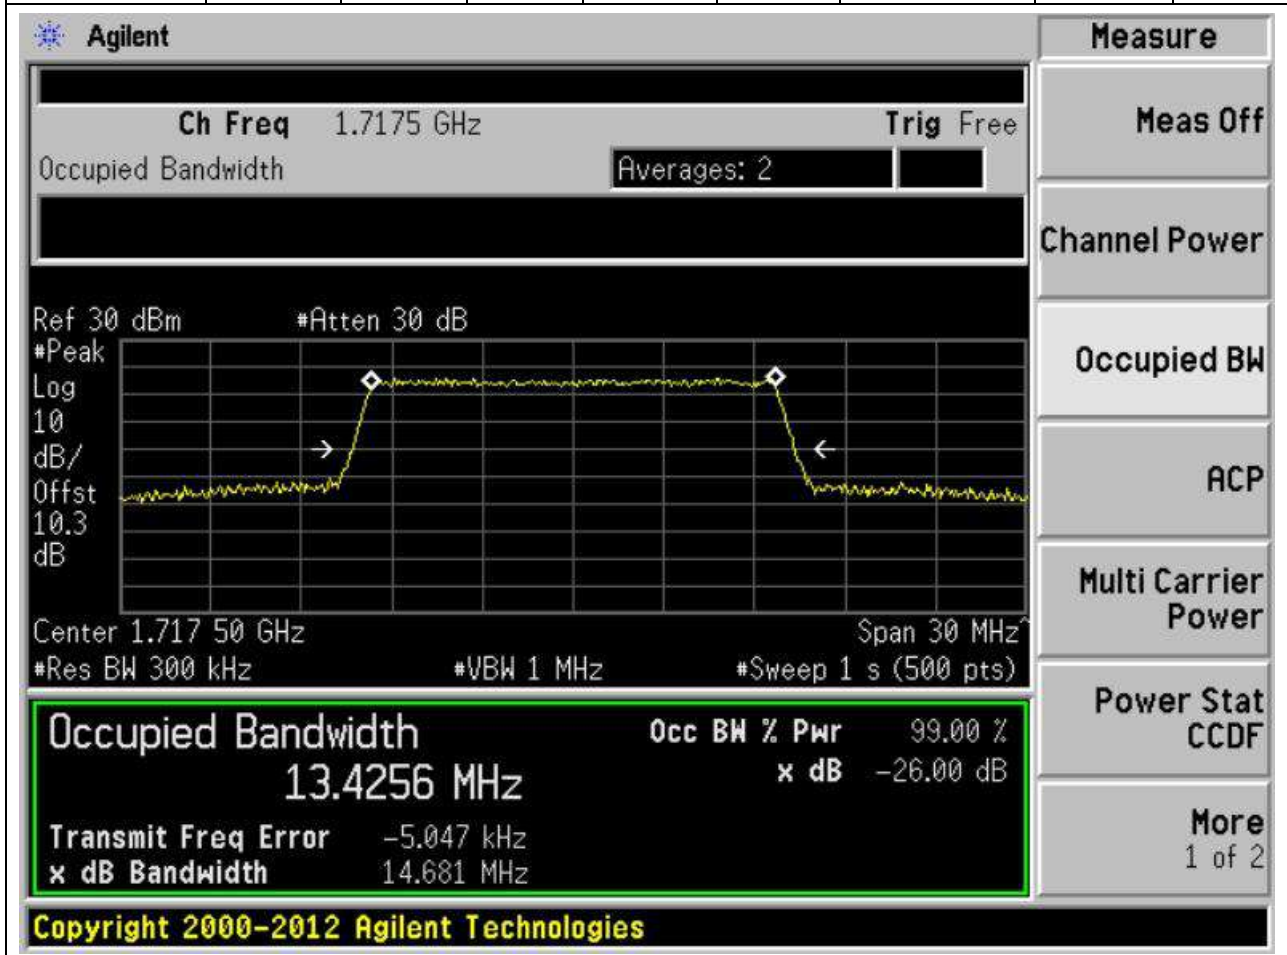 Agilent
Measure
Ch Freq 1.7175 GHz Trig Free
Occupied Bandwidth Averages: 2
Meas Off
Channel Power
Occupied BW
ACP
Multi Carrier
Power
Power Stat
CCDF
More
1 of 2
Ref 30 dBm #Atten 30 dB
#Peak
Log
10
dB/
Offst
10.3
dB
Center 1.717 50 GHz Span 30 MHz^
#Res BW 300 kHz #VBW 1 MHz #Sweep 1 s (500 pts)
Occupied Bandwidth
13.4256 MHz
Occ BW % Pwr 99.00 %
x dB -26.00 dB
Transmit Freq Error -5.047 kHz
x dB Bandwidth 14.681 MHz
Copyright 2000-2012 Agilent Technologies